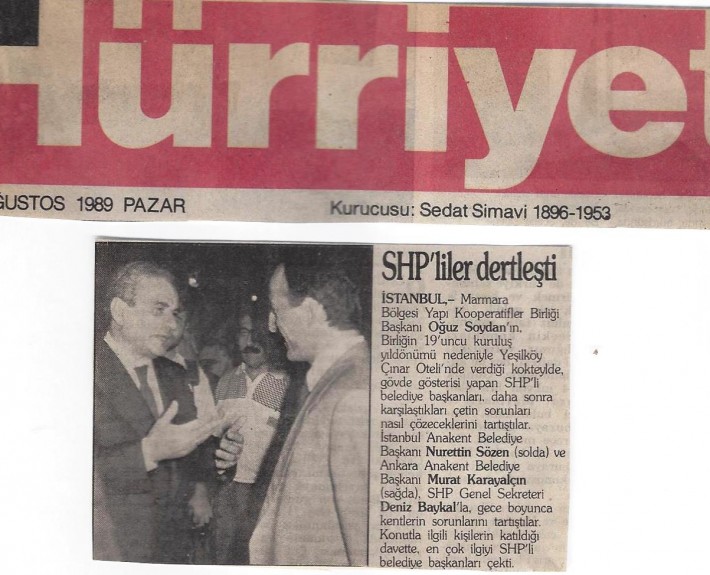 Hürriyet
ĞUSTOS 1989 PAZAR
Kurucusu: Sedat Simavi 1896-1953
SHP'liler dertleşti
İSTANBUL,– Marmara
Bölgesi Yapı Kooperatifler Birliği
Başkanı Oğuz Soydan'ın,
Birliğin 19'uncu kuruluş
yıldönümü nedeniyle Yeşilköy
Çınar Oteli'nde verdiği kokteylde,
gövde gösterisi yapan SHP'li
belediye başkanları, daha sonra
karşılaştıkları çetin sorunları
nasıl çözeceklerini tartıştılar.
İstanbul Anakent Belediye
Başkanı Nurettin Sözen (solda) ve
Ankara Anakent Belediye
Başkanı Murat Karayalçın
(sağda), SHP Genel Sekreteri
Deniz Baykal'la, gece boyunca
kentlerin sorunlarını tartıştılar.
Konutla ilgili kişilerin katıldığı
davette, en çok ilgiyi SHP'li
belediye başkanları çekti.